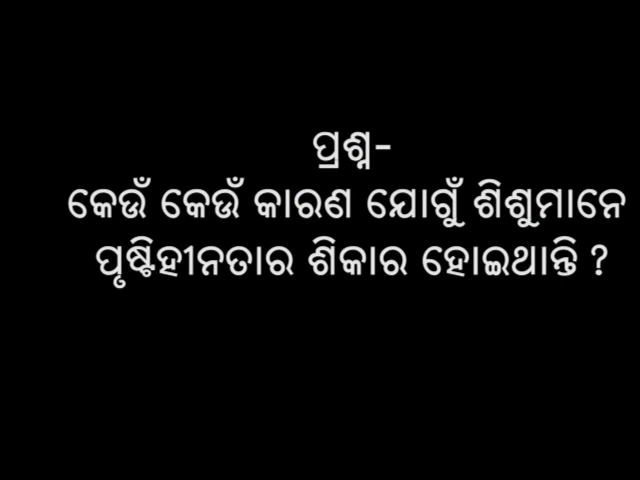 ପ୍ରଶ୍ନ-
କେଉଁ କେଉଁ କାରଣ ଯୋଗୁଁ ଶିଶୁମାନେ
ପୃଷ୍ଟିହୀନତାର ଶିକାର ହୋଇଥାନ୍ତି ?